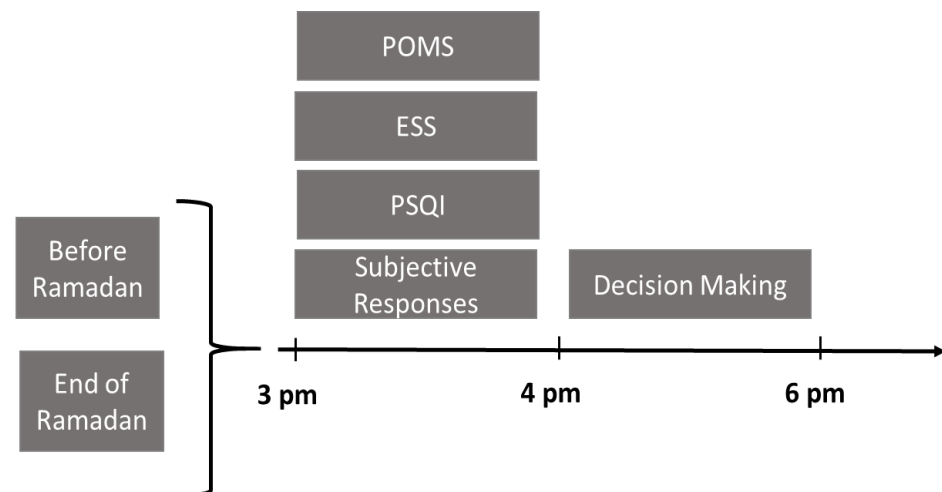 POMS
ESS
PSQI
Subjective
Responses
Decision Making
Before
Ramadan
End of
Ramadan
3 pm
4 pm
6 pm